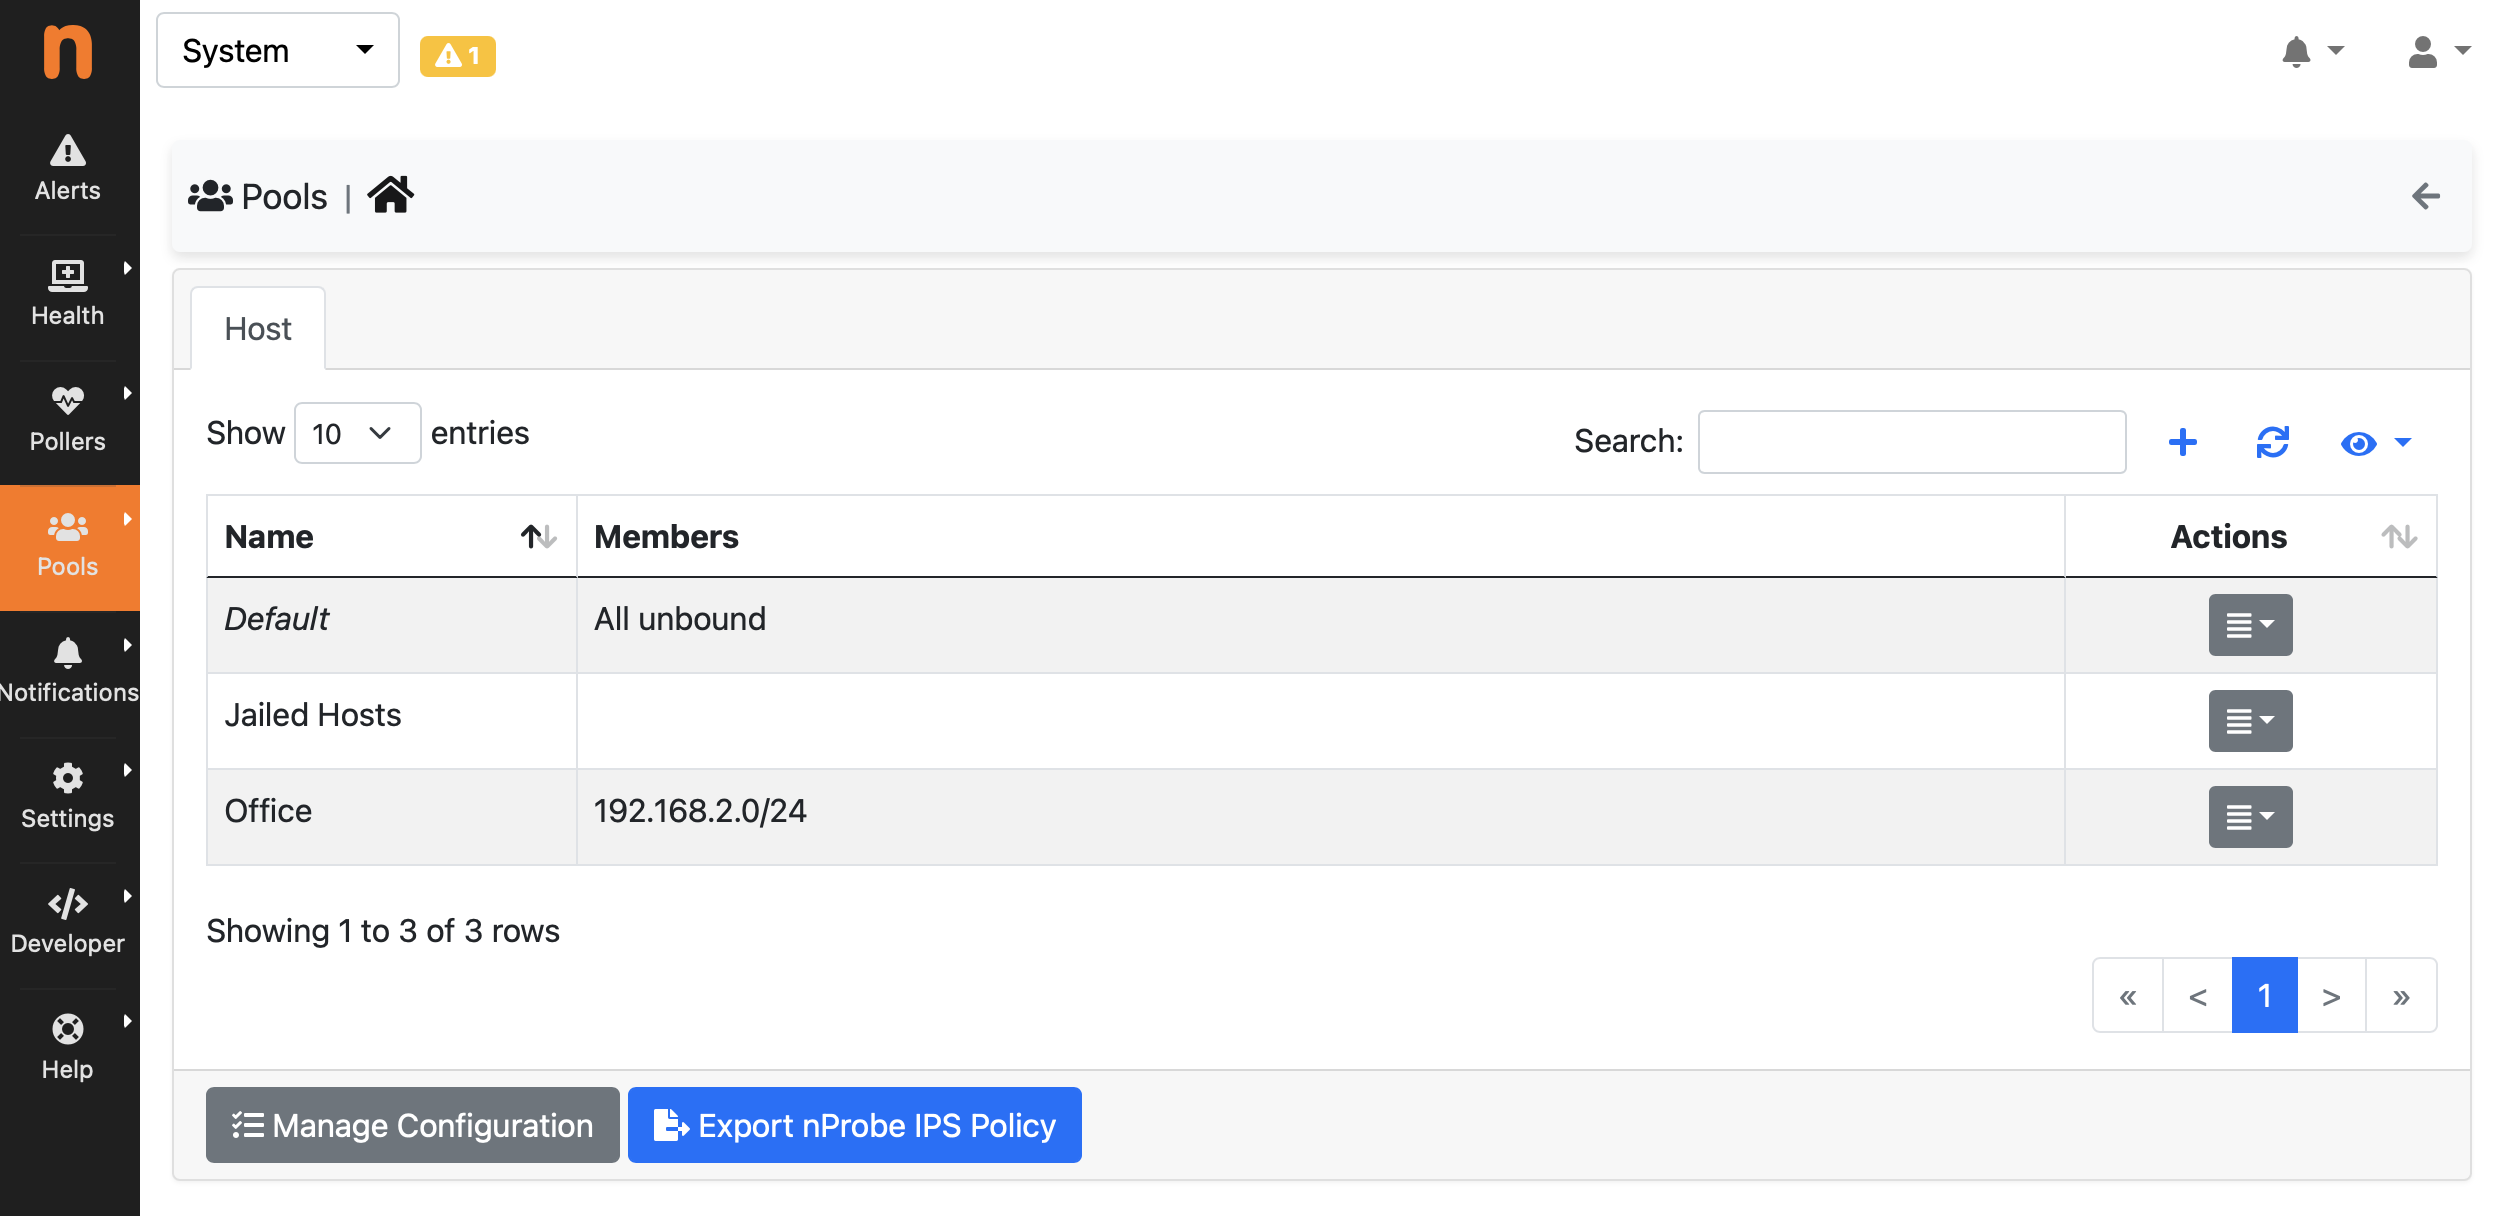 n
System
1
Alerts
Health
Pollers
Pools
Notifications
Settings
Developer
Help
Pools |
Host
Show 10 entries
Search:
Name Members Actions
Default All unbound
Jailed Hosts
Office 192.168.2.0/24
Showing 1 to 3 of 3 rows
« < 1 > »
Manage Configuration Export nProbe IPS Policy